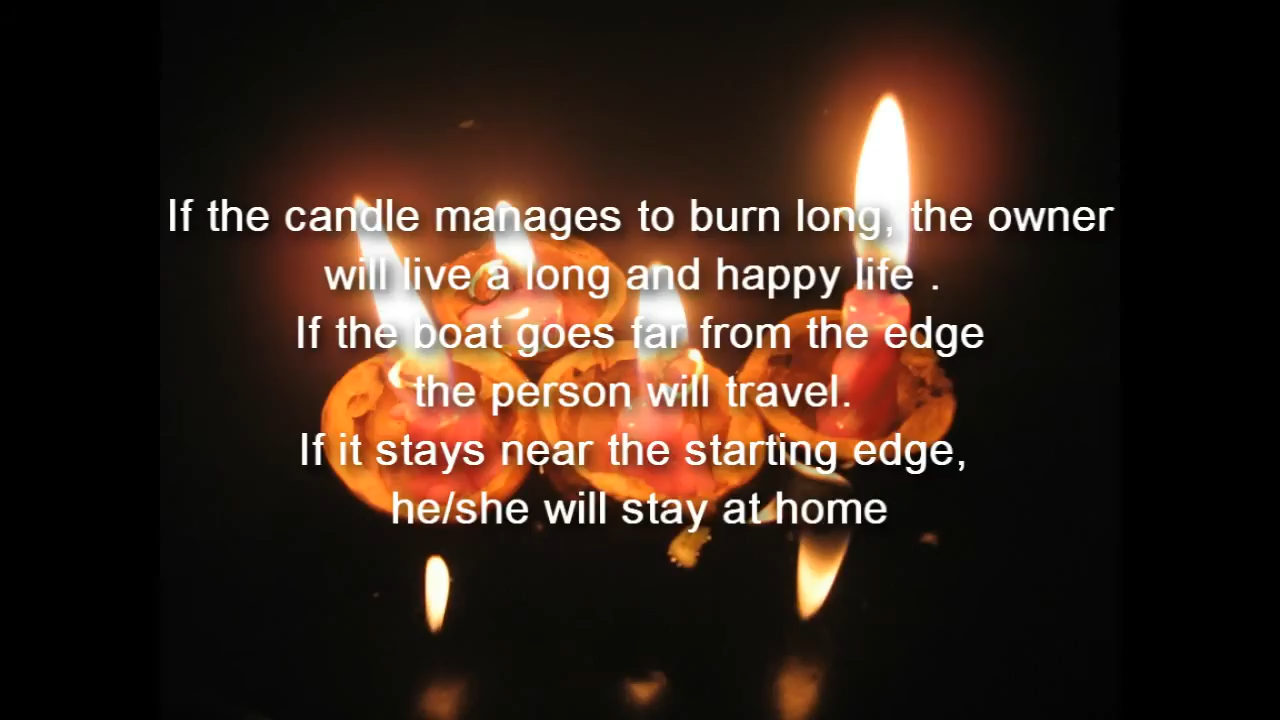 If the candle manages to burn long, the owner
will live a long and happy life .
If the boat goes far from the edge
the person will travel.
If it stays near the starting edge,
he/she will stay at home